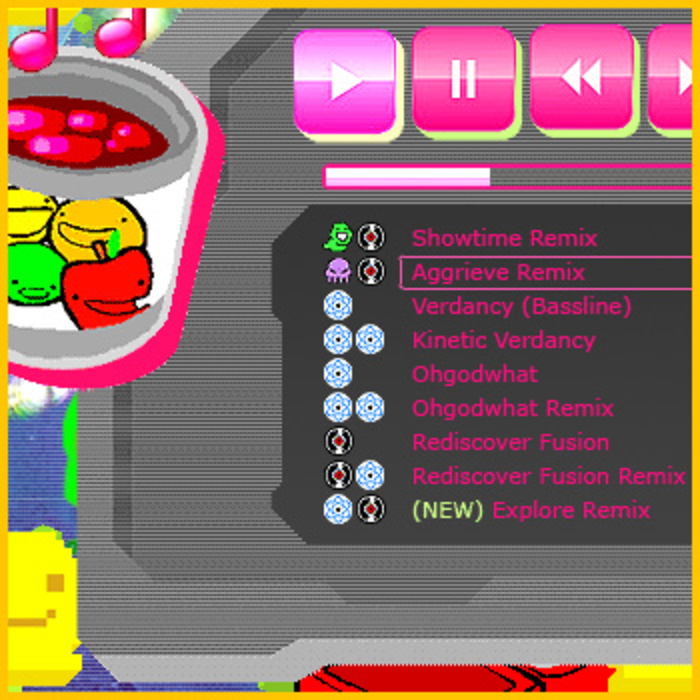 Showtime Remix
Aggrieve Remix
Verdancy (Bassline)
Kinetic Verdancy
Ohgodwhat
Ohgodwhat Remix
Rediscover Fusion
Rediscover Fusion Remix
(NEW) Explore Remix